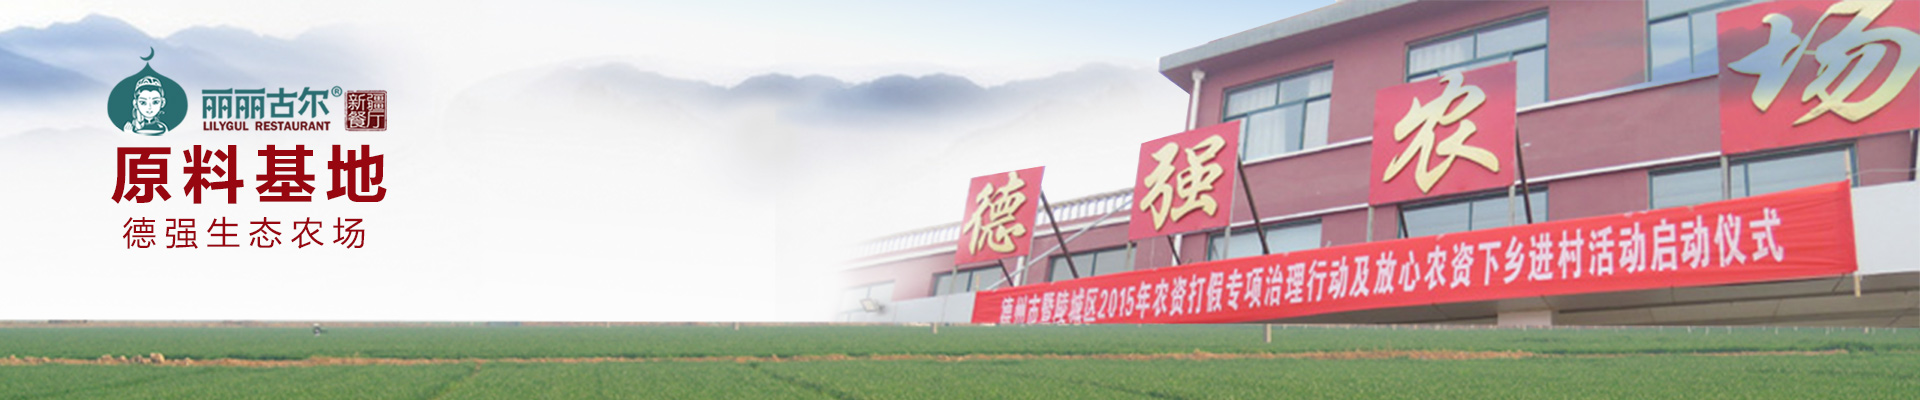 丽丽古尔®
LILYGUL RESTAURANT
新疆餐厅
原料基地
德强生态农场
德强农场
德州市暨陵城区2015年农资打假专项治理行动及放心农资下乡进村活动启动仪式